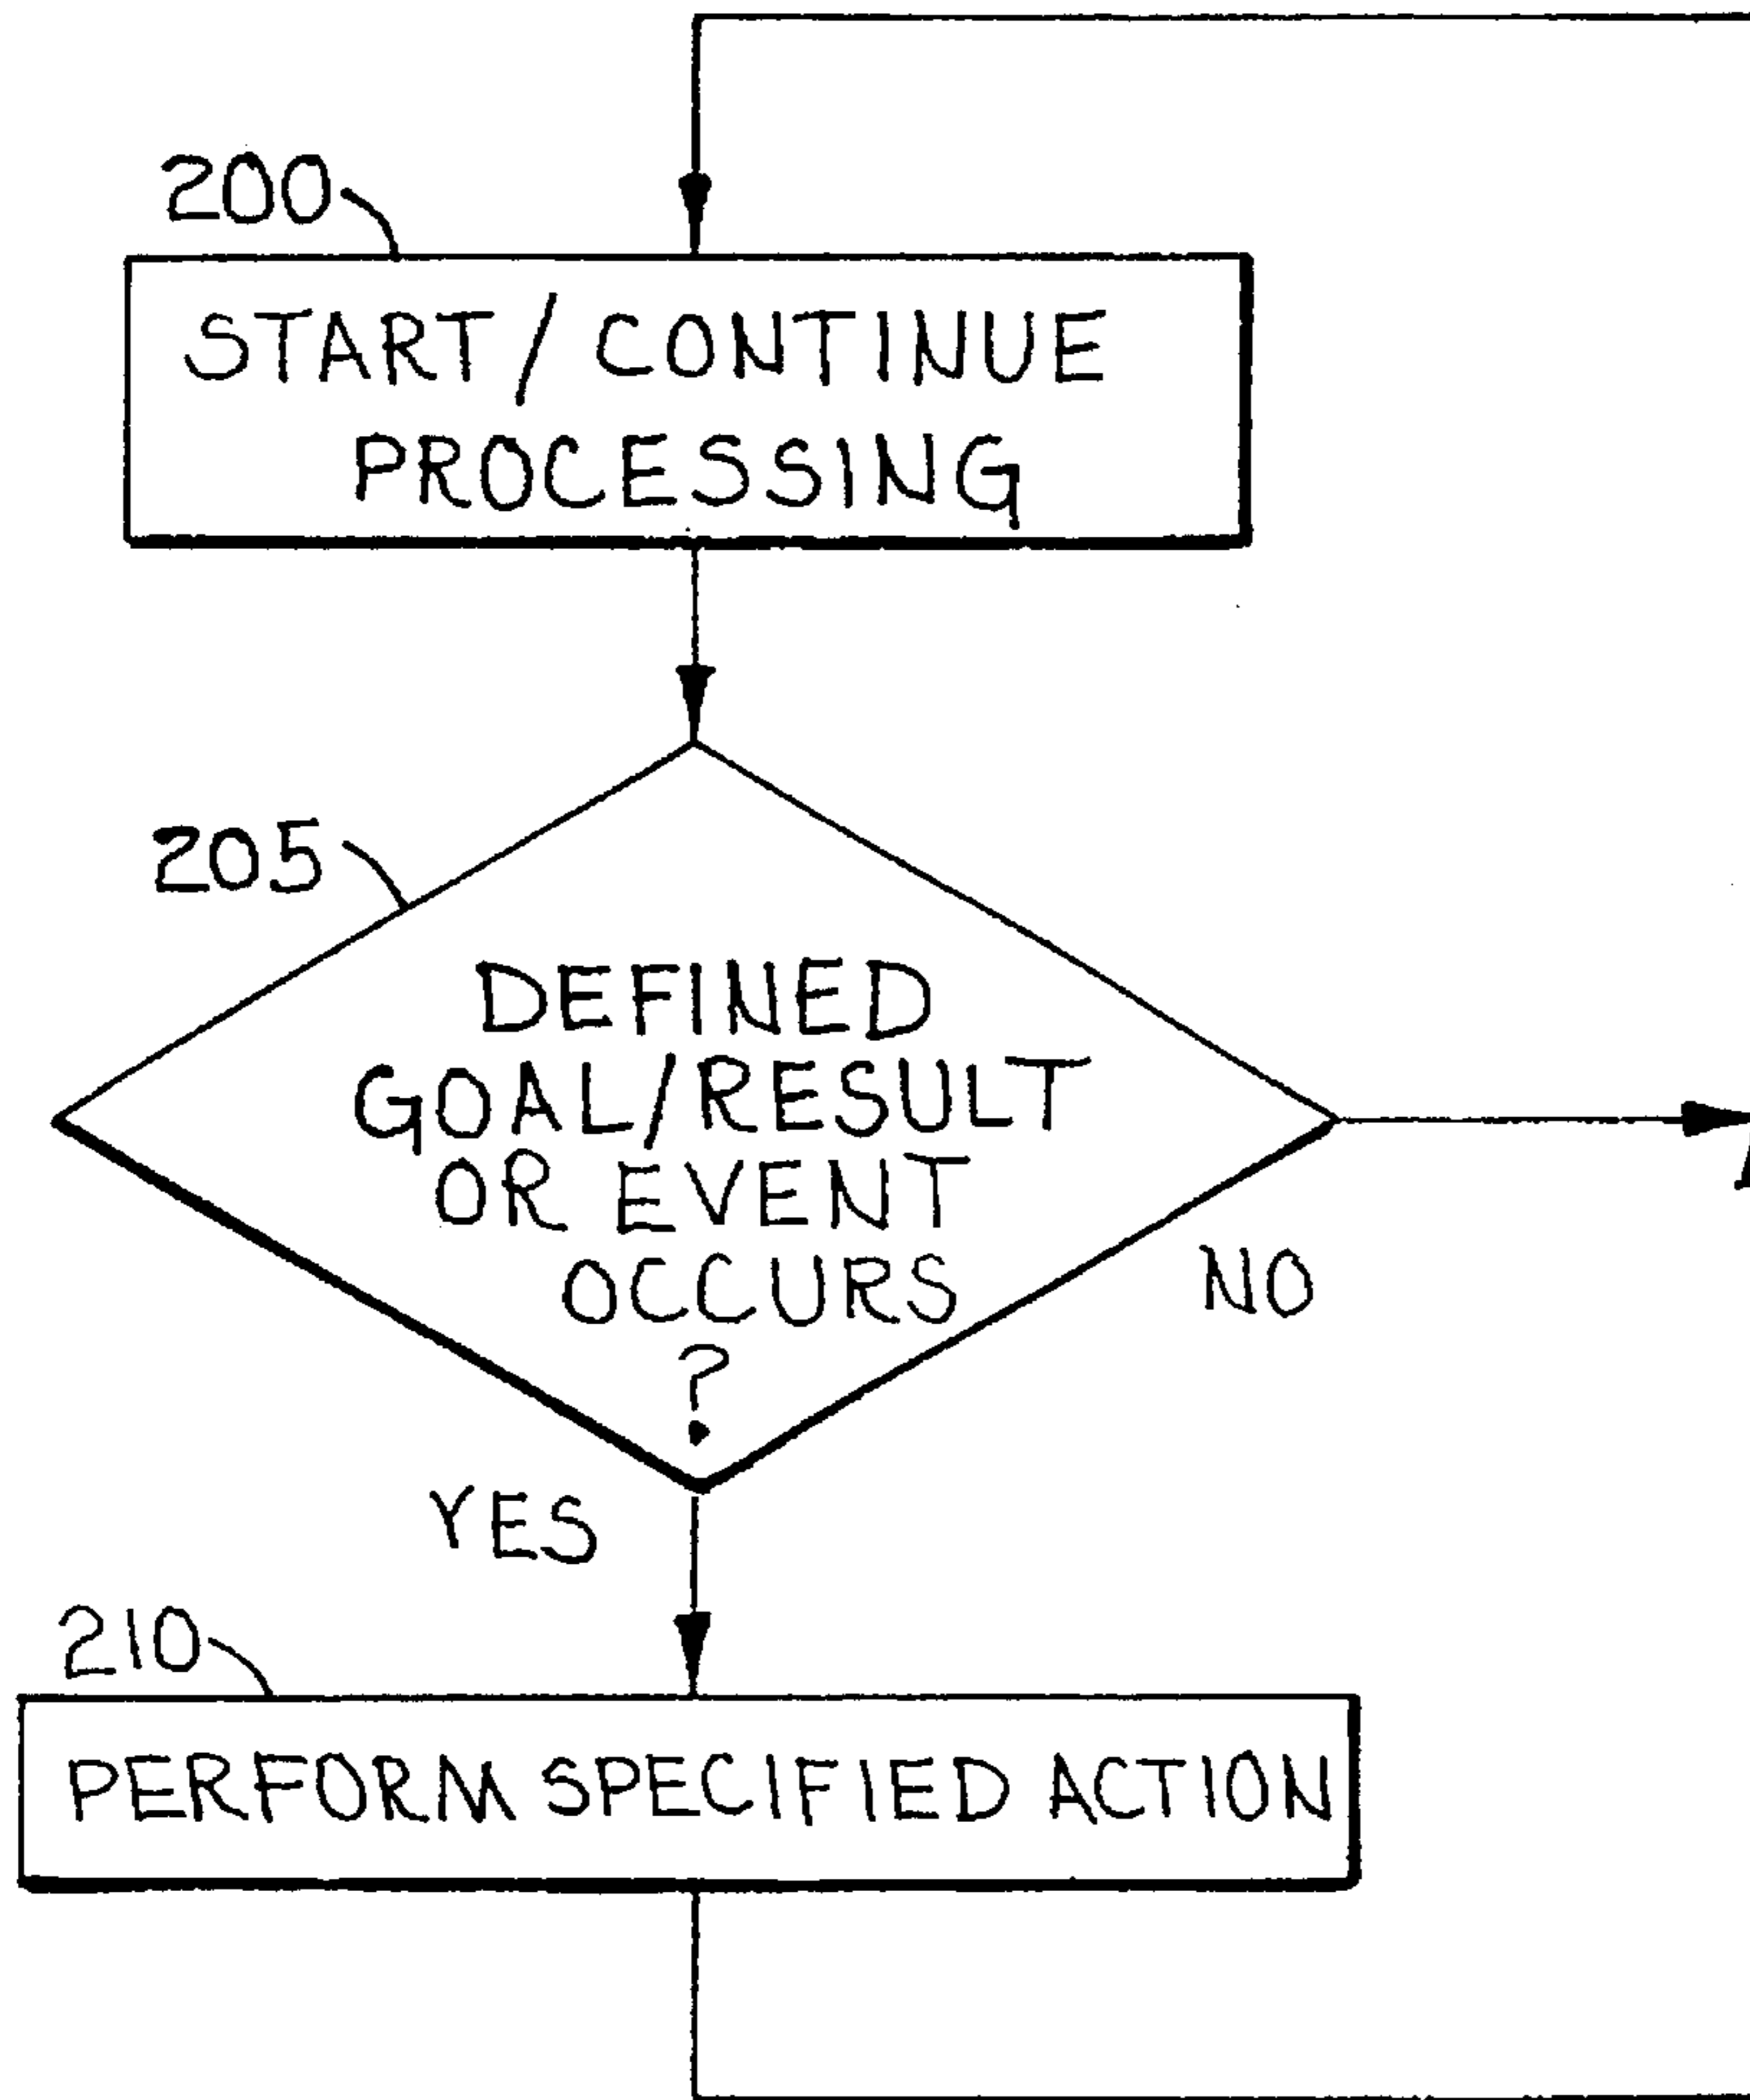 200
START/CONTINUE
PROCESSING
205
DEFINED
GOAL/RESULT
OR EVENT
OCCURS
?
NO
YES
210
PERFORM SPECIFIED ACTION